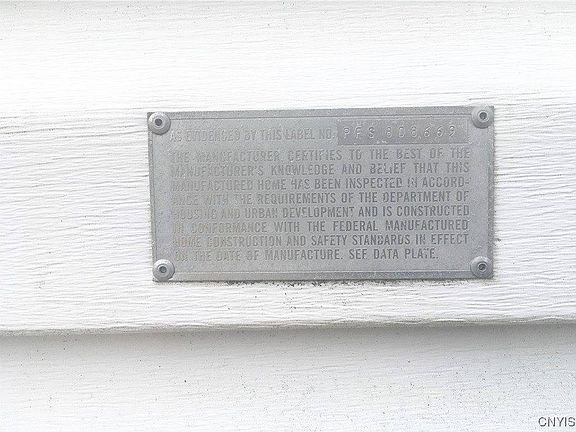 AS EVIDENCED BY THIS LABEL NO. PFS
THE MANUFACTURER CERTIFIES TO THE BEST OF THE
MANUFACTURER'S KNOWLEDGE AND BELIEF THAT THIS
MANUFACTURED HOME HAS BEEN INSPECTED IN ACCORD-
ANCE WITH THE REQUIREMENTS OF THE DEPARTMENT OF
HOUSING AND URBAN DEVELOPMENT AND IS CONSTRUCTED
IN CONFORMANCE WITH THE FEDERAL MANUFACTURED
HOME CONSTRUCTION AND SAFETY STANDARDS IN EFFECT
ON THE DATE OF MANUFACTURE. SEE DATA PLATE.
CNYIS